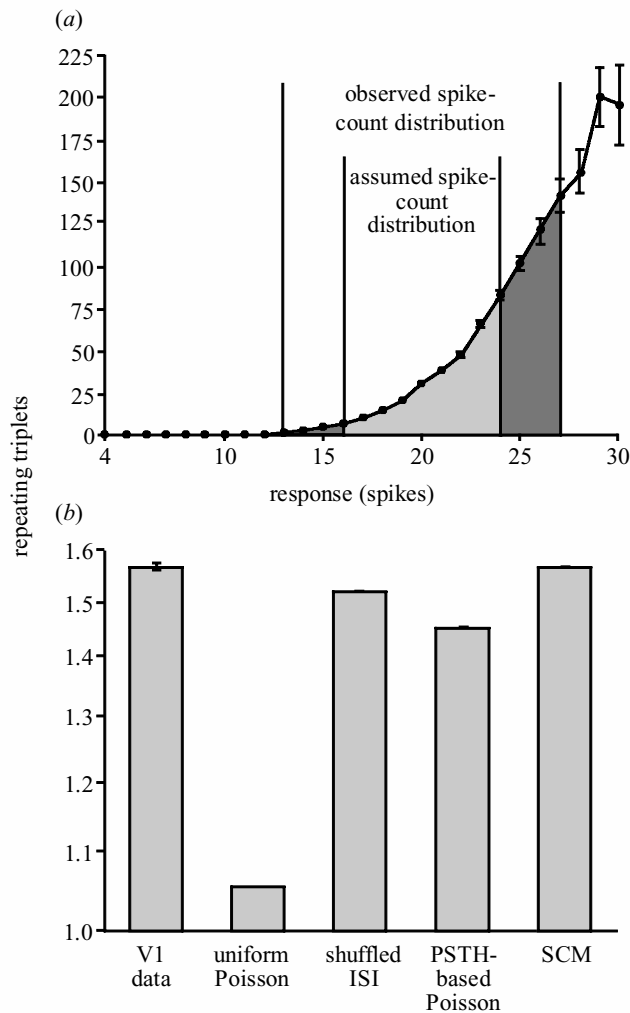 (a)
225
200
175
150
125
100
75
50
25
0
observed spike-
count distribution
assumed spike-
count
distribution
4
10
15
20
25
30
response (spikes)
repeating triplets
(b)
1.6
1.5
1.4
1.3
1.2
1.1
1.0
V1
data
uniform
Poisson
shuffled
ISI
PSTH-
based
Poisson
SCM